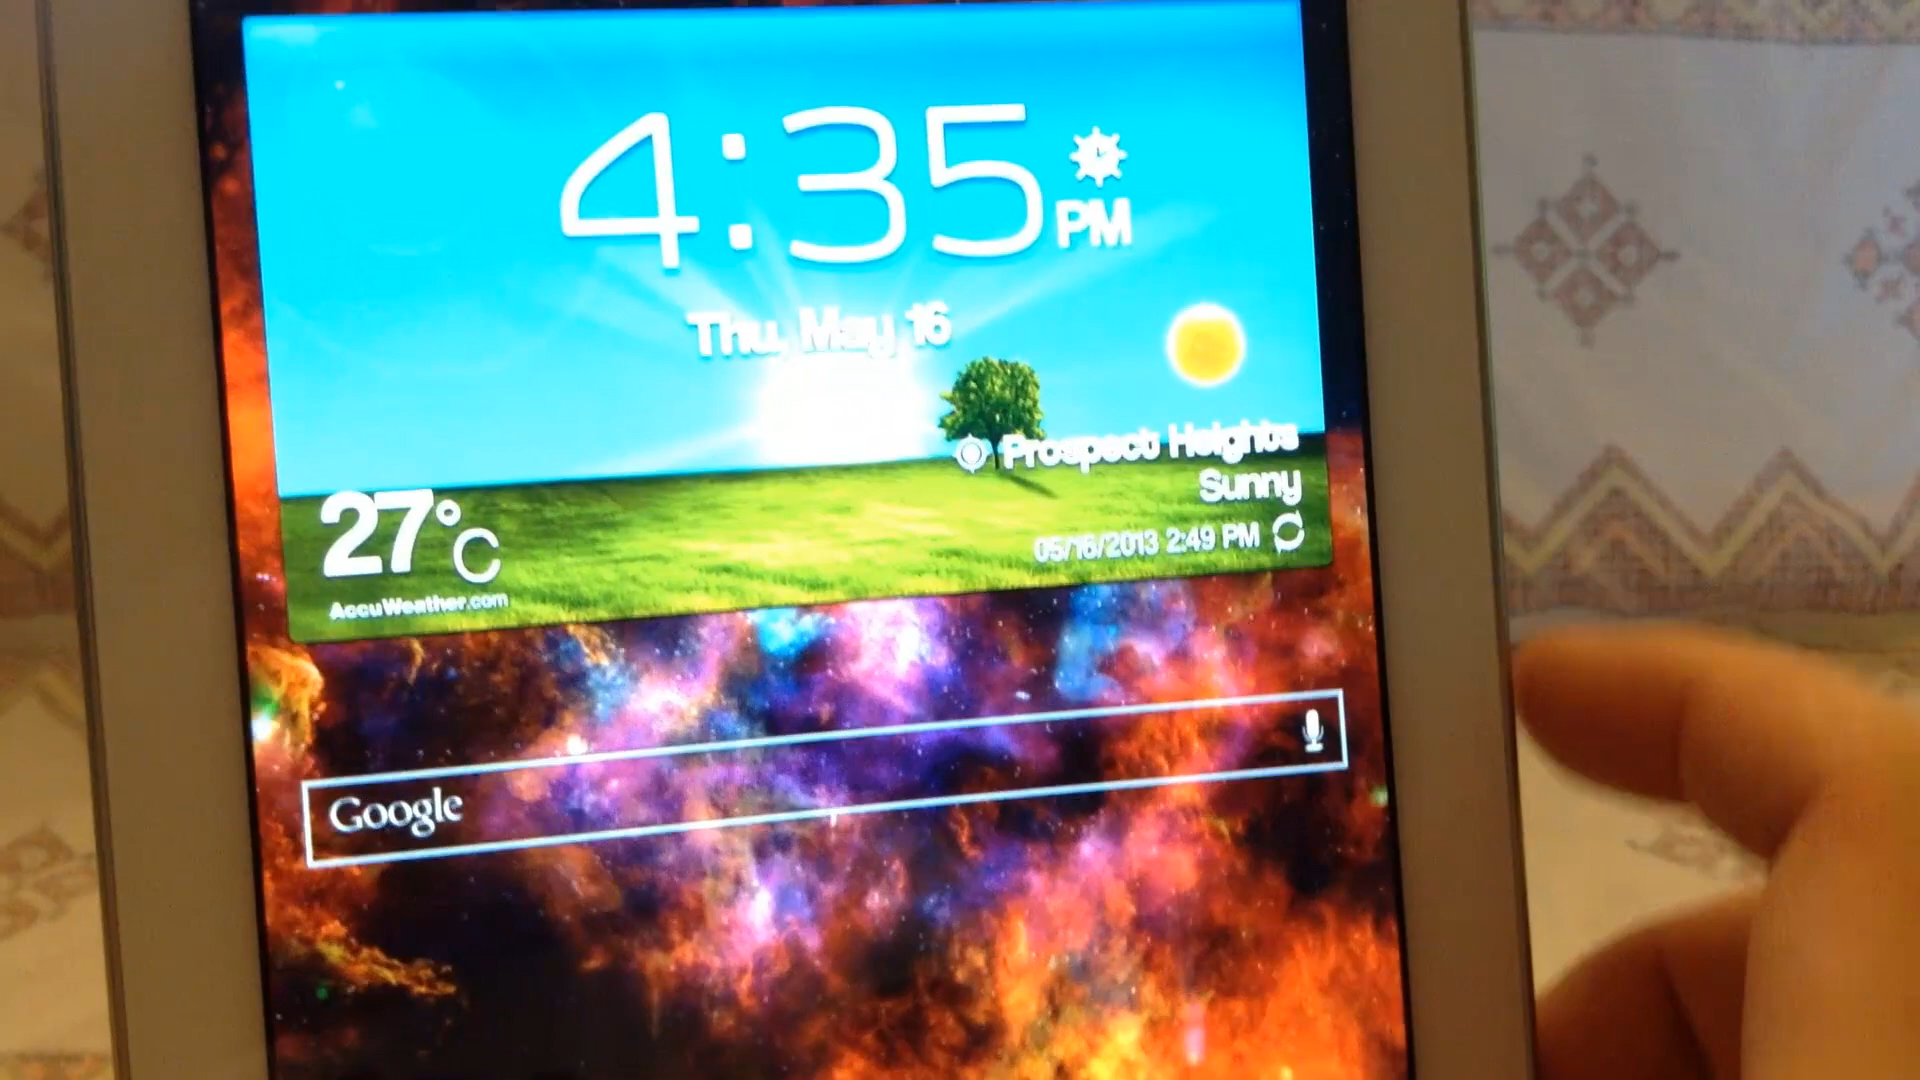 4:35 PM
Thu, May 16
Prospect Heights
Sunny
27°C
05/16/2013 2:49 PM
AccuWeather.com
Google